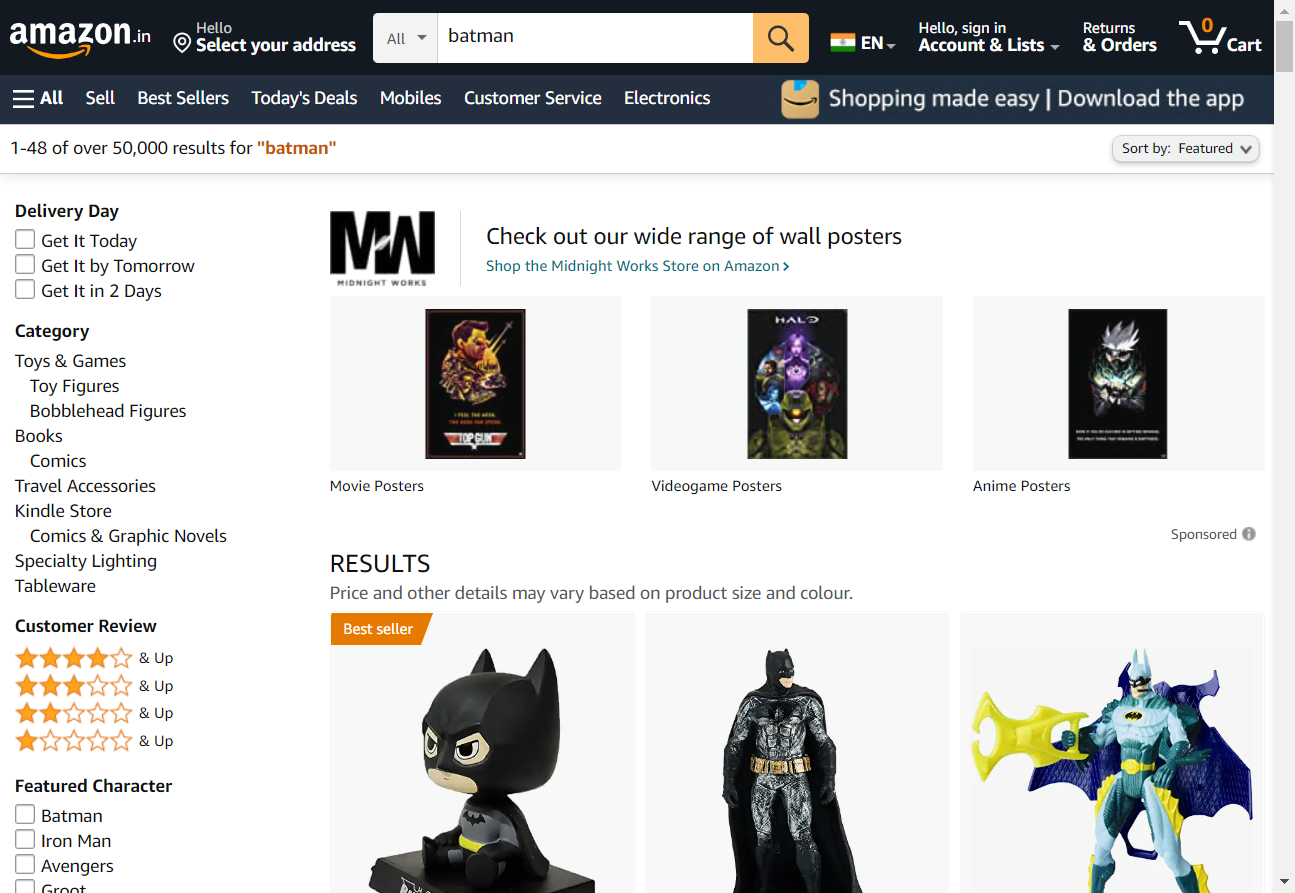 amazon.in
Hello
Select your address
All
batman
EN
Hello, sign in
Account & Lists
Returns
& Orders
0
Cart
All
Sell
Best Sellers
Today's Deals
Mobiles
Customer Service
Electronics
Shopping made easy | Download the app
1-48 of over 50,000 results for "batman"
Sort by: Featured
Delivery Day
Get It Today
Get It by Tomorrow
Get It in 2 Days
Category
Toys & Games
Toy Figures
Bobblehead Figures
Books
Comics
Travel Accessories
Kindle Store
Comics & Graphic Novels
Specialty Lighting
Tableware
Customer Review
& Up
& Up
& Up
& Up
Featured Character
Batman
Iron Man
Avengers
Groot
MW
MIDNIGHT WORKS
Check out our wide range of wall posters
Shop the Midnight Works Store on Amazon
I FEEL THE NEED,
THE NEED FOR SPEED.
TOP GUN
HALO
Movie Posters
Videogame Posters
Anime Posters
Sponsored
RESULTS
Price and other details may vary based on product size and colour.
Best seller